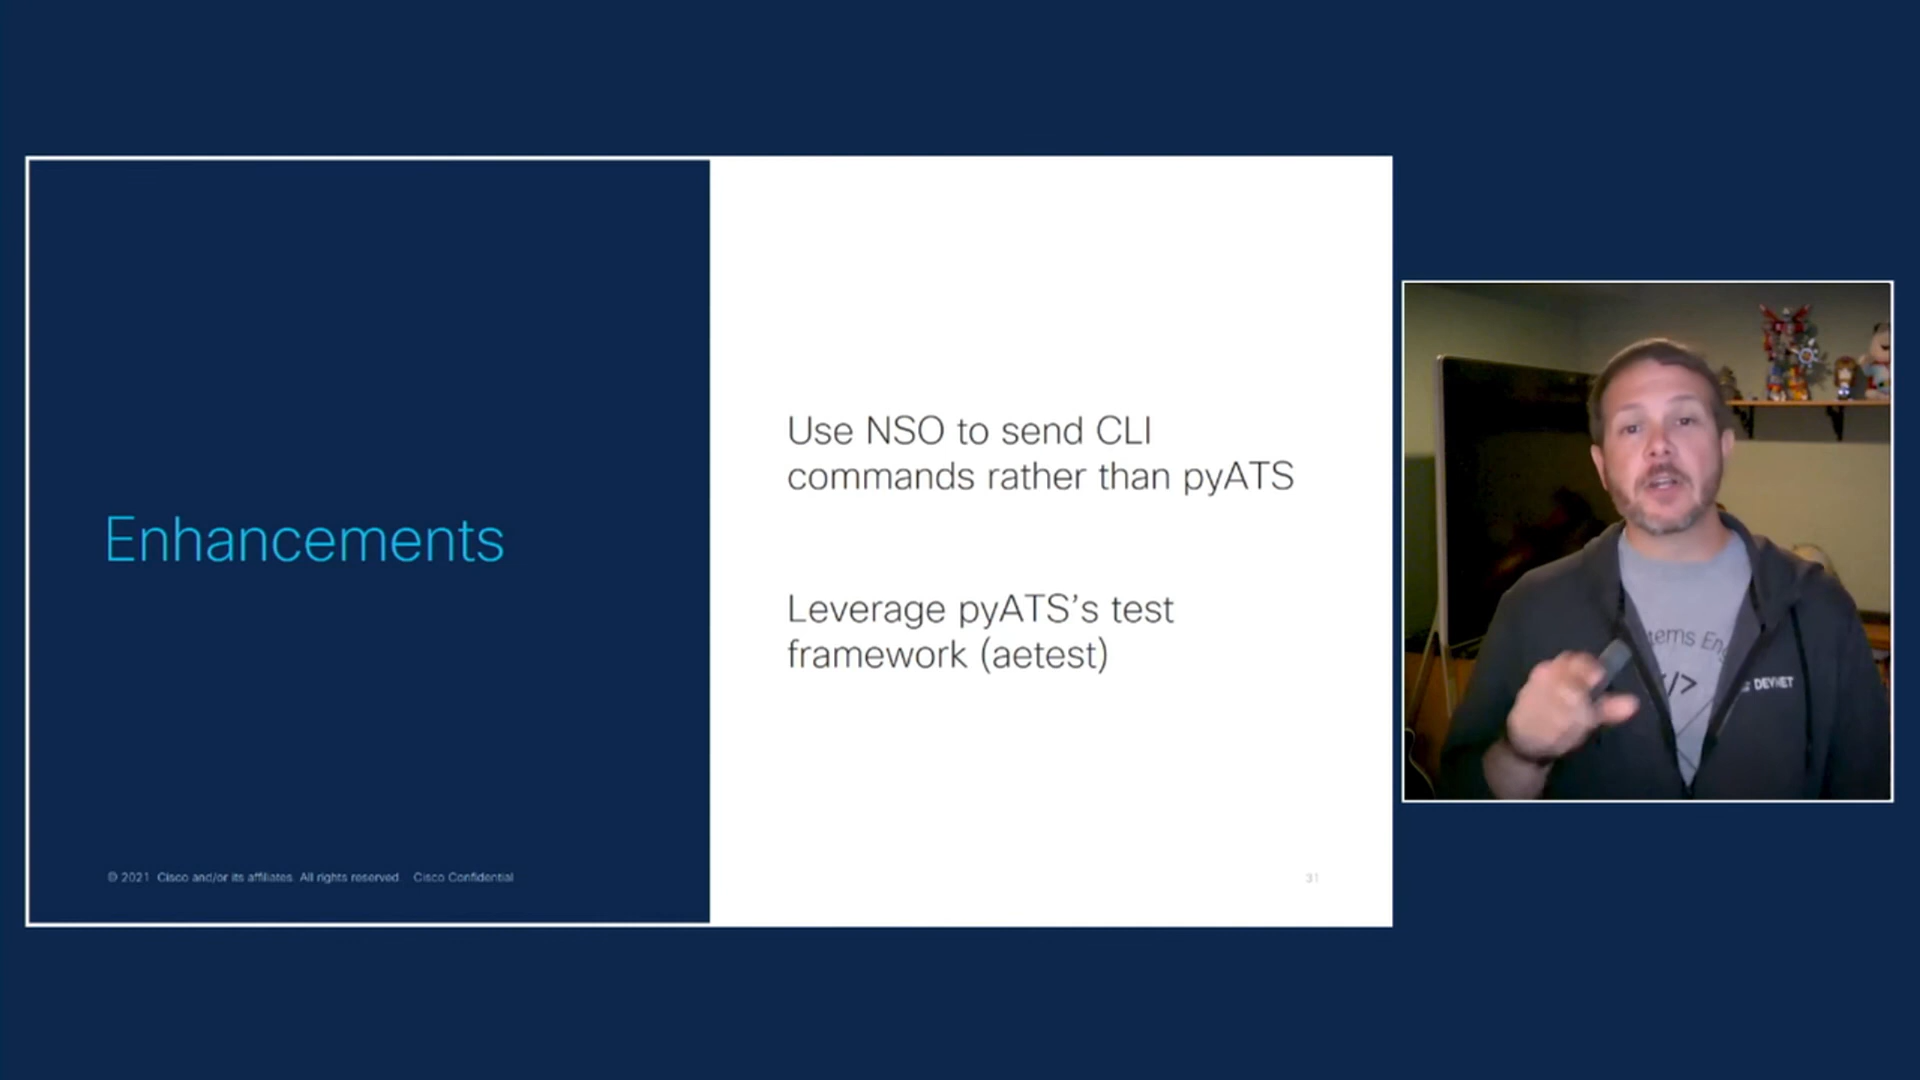 Enhancements
Use NSO to send CLI
commands rather than pyATS
Leverage pyATS's test
framework (aetest)
© 2021 Cisco and/or its affiliates. All rights reserved. Cisco Confidential
31
DEVNET